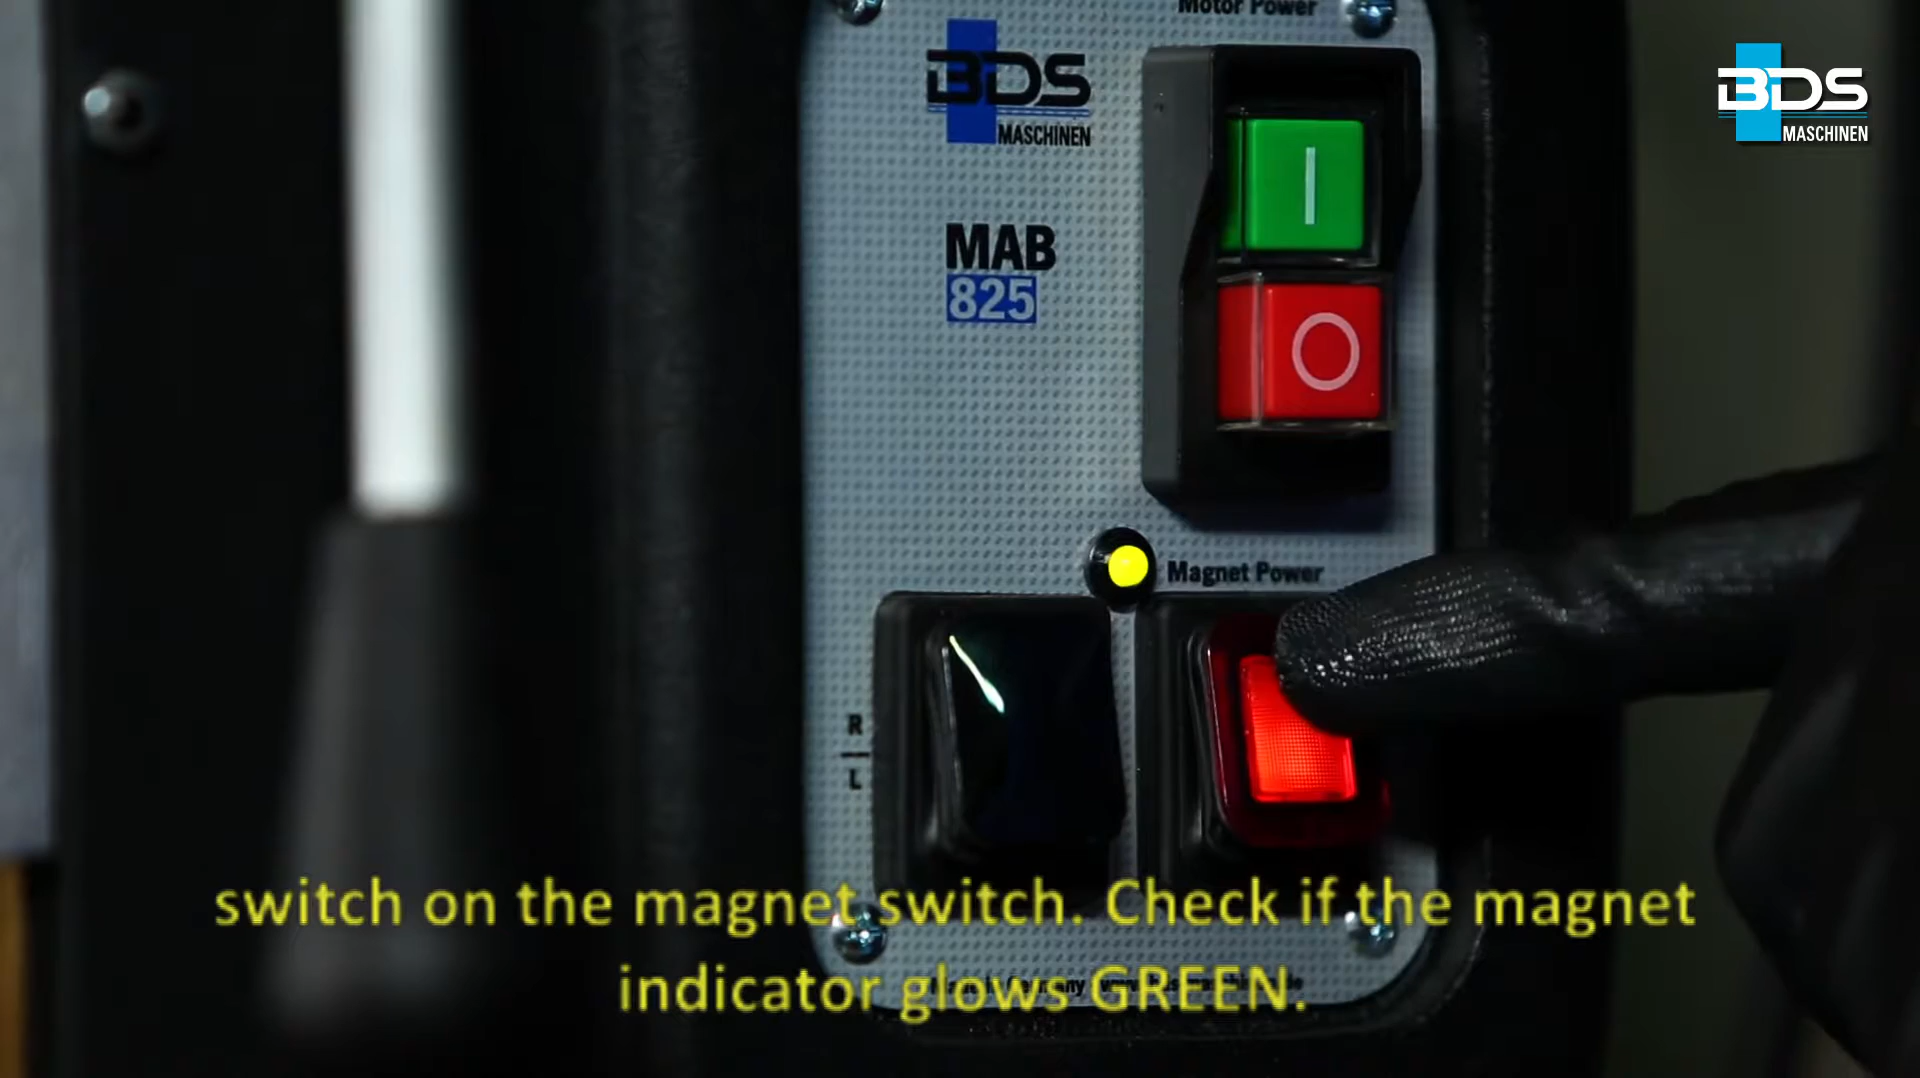 Motor Power
BDS
MASCHINEN
BDS
MASCHINEN
MAB
825
Magnet Power
R
L
switch on the magnet switch. Check if the magnet
indicator glows GREEN.